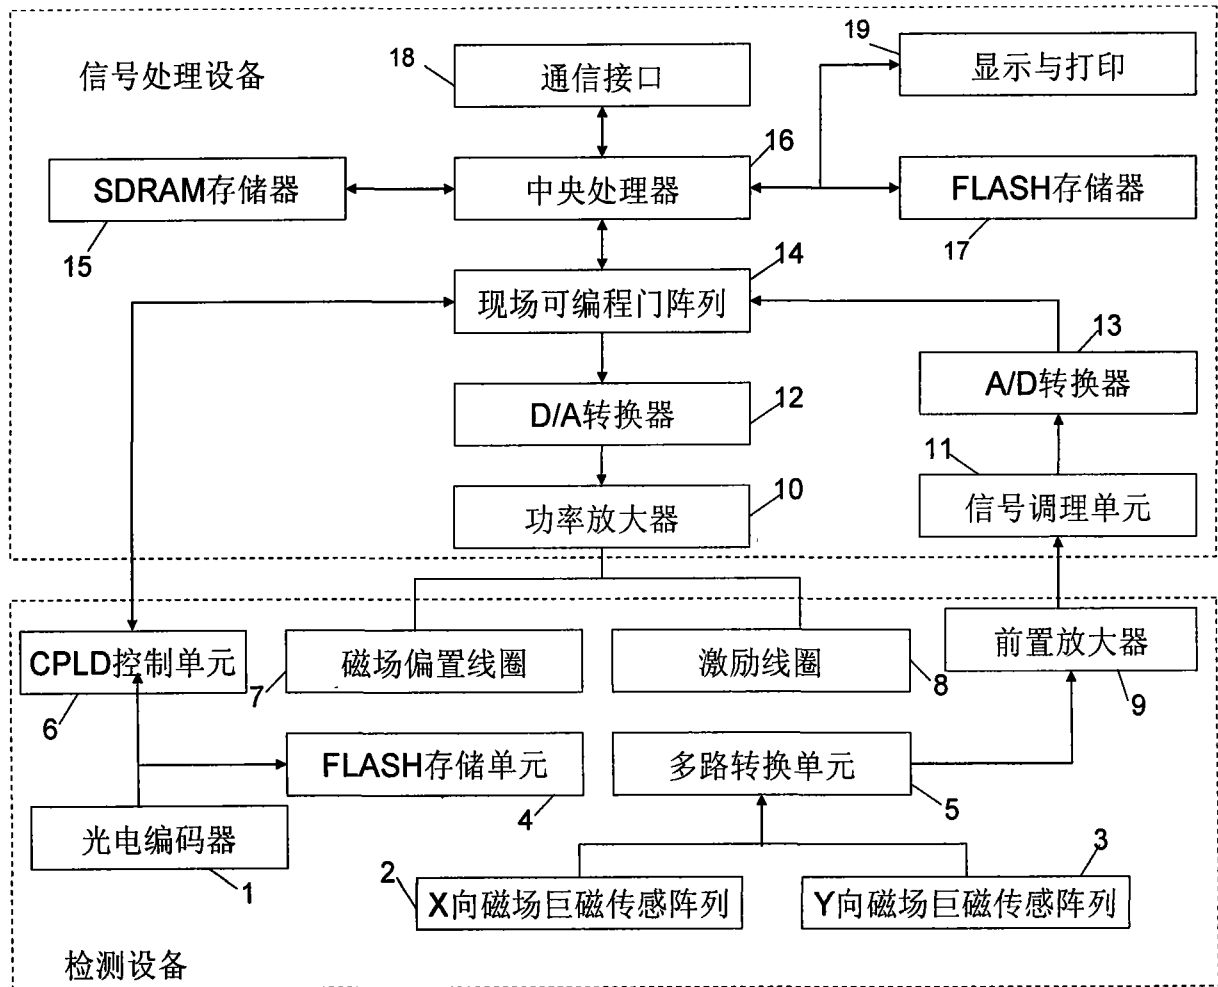 信号处理设备
18
通信接口
19
显示与打印
SDRAM存储器
15
16
中央处理器
FLASH存储器
17
14
现场可编程门阵列
13
A/D转换器
D/A转换器
12
11
信号调理单元
10
功率放大器
CPLD控制单元
6
7
磁场偏置线圈
激励线圈
8
前置放大器
9
FLASH存储单元
4
多路转换单元
5
光电编码器
1
2
X向磁场巨磁传感阵列
3
Y向磁场巨磁传感阵列
检测设备